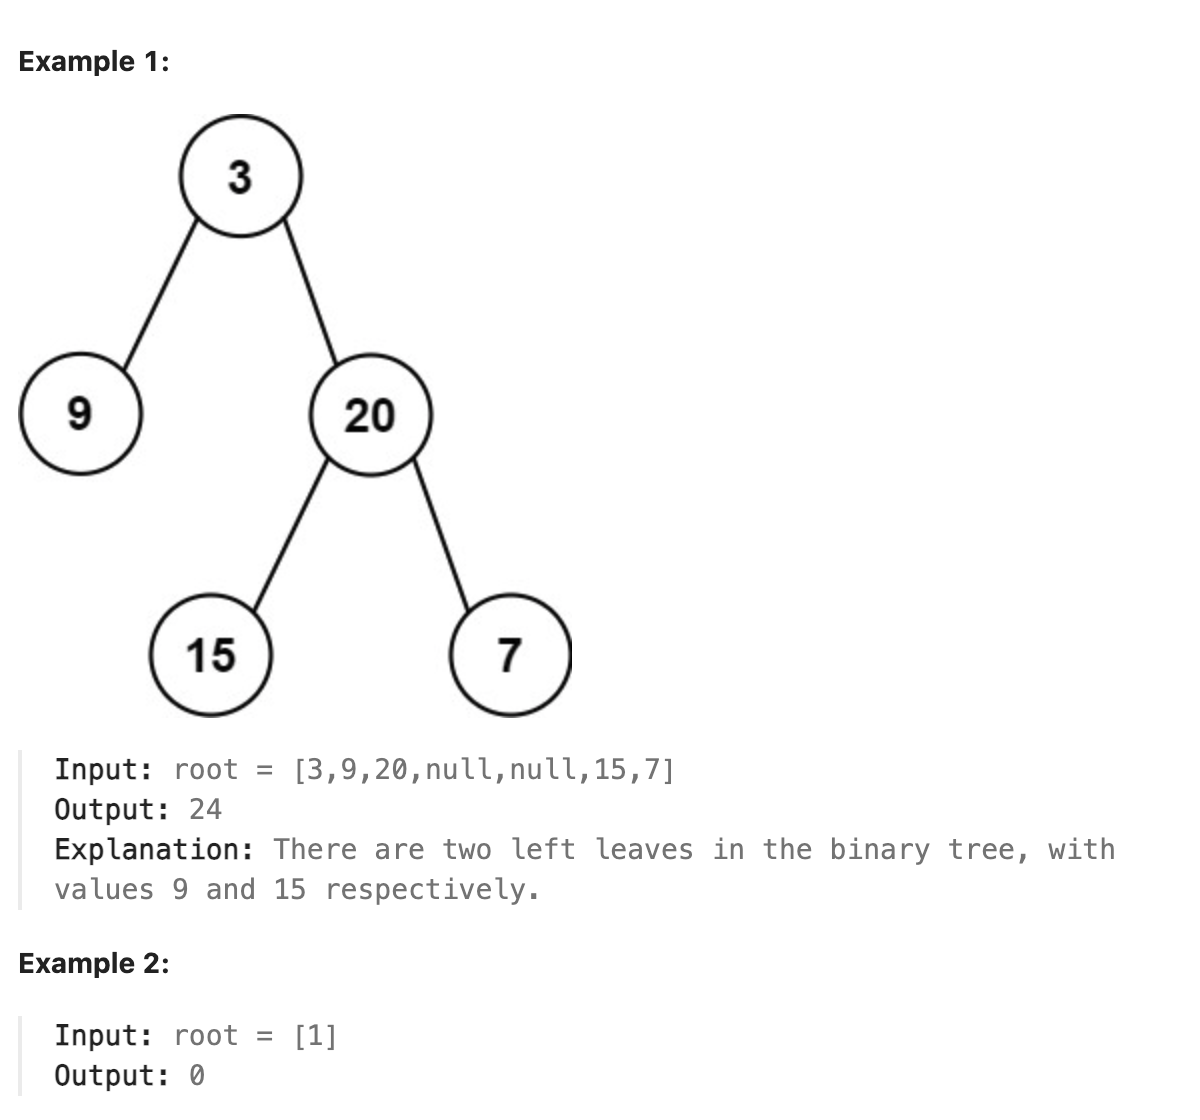 Example 1:
3
9
20
15
7
Input: root = [3,9,20,null,null,15,7]
Output: 24
Explanation: There are two left leaves in the binary tree, with
values 9 and 15 respectively.
Example 2:
Input: root = [1]
Output: 0